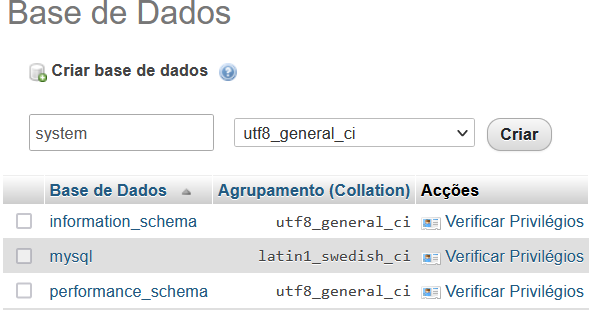 Base de Dados
Criar base de dados
system utf8_general_ci Criar
Base de Dados Agrupamento (Collation) Acções
information_schema utf8_general_ci Verificar Privilégios
mysql latin1_swedish_ci Verificar Privilégios
performance_schema utf8_general_ci Verificar Privilégios